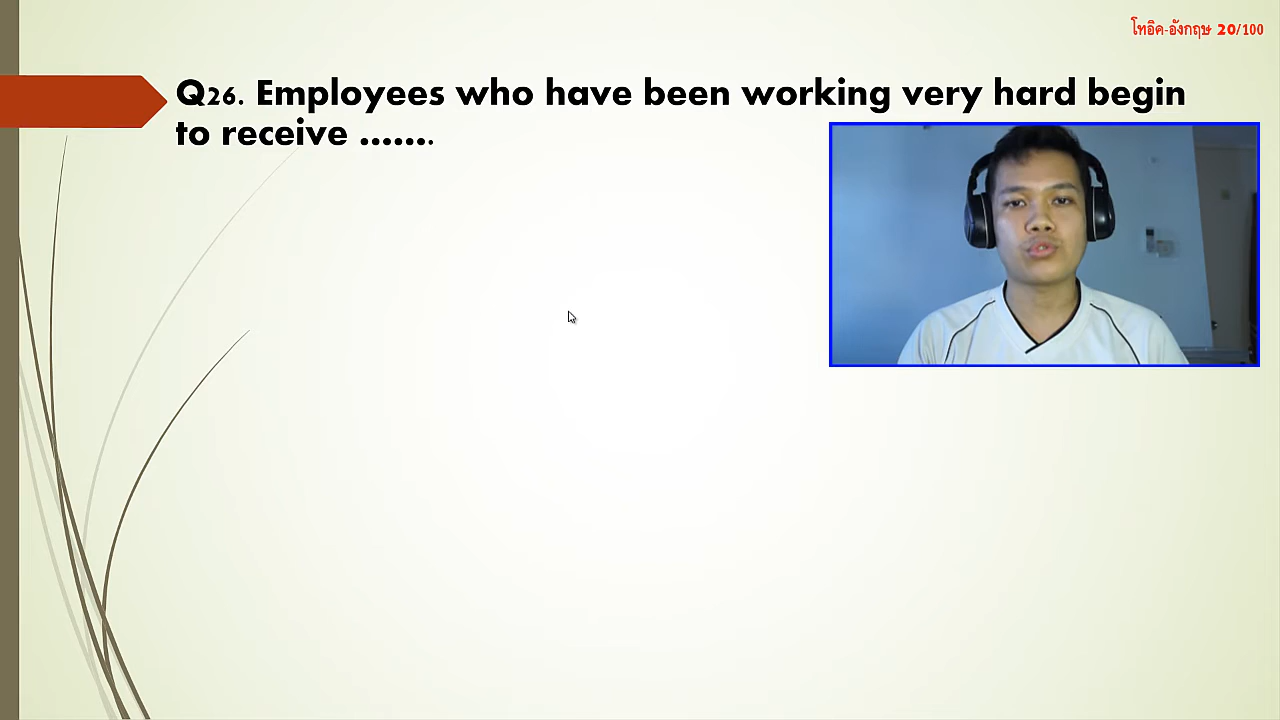 โทอิค-อังกฤษ 20/100
Q26. Employees who have been working very hard begin
to receive .......